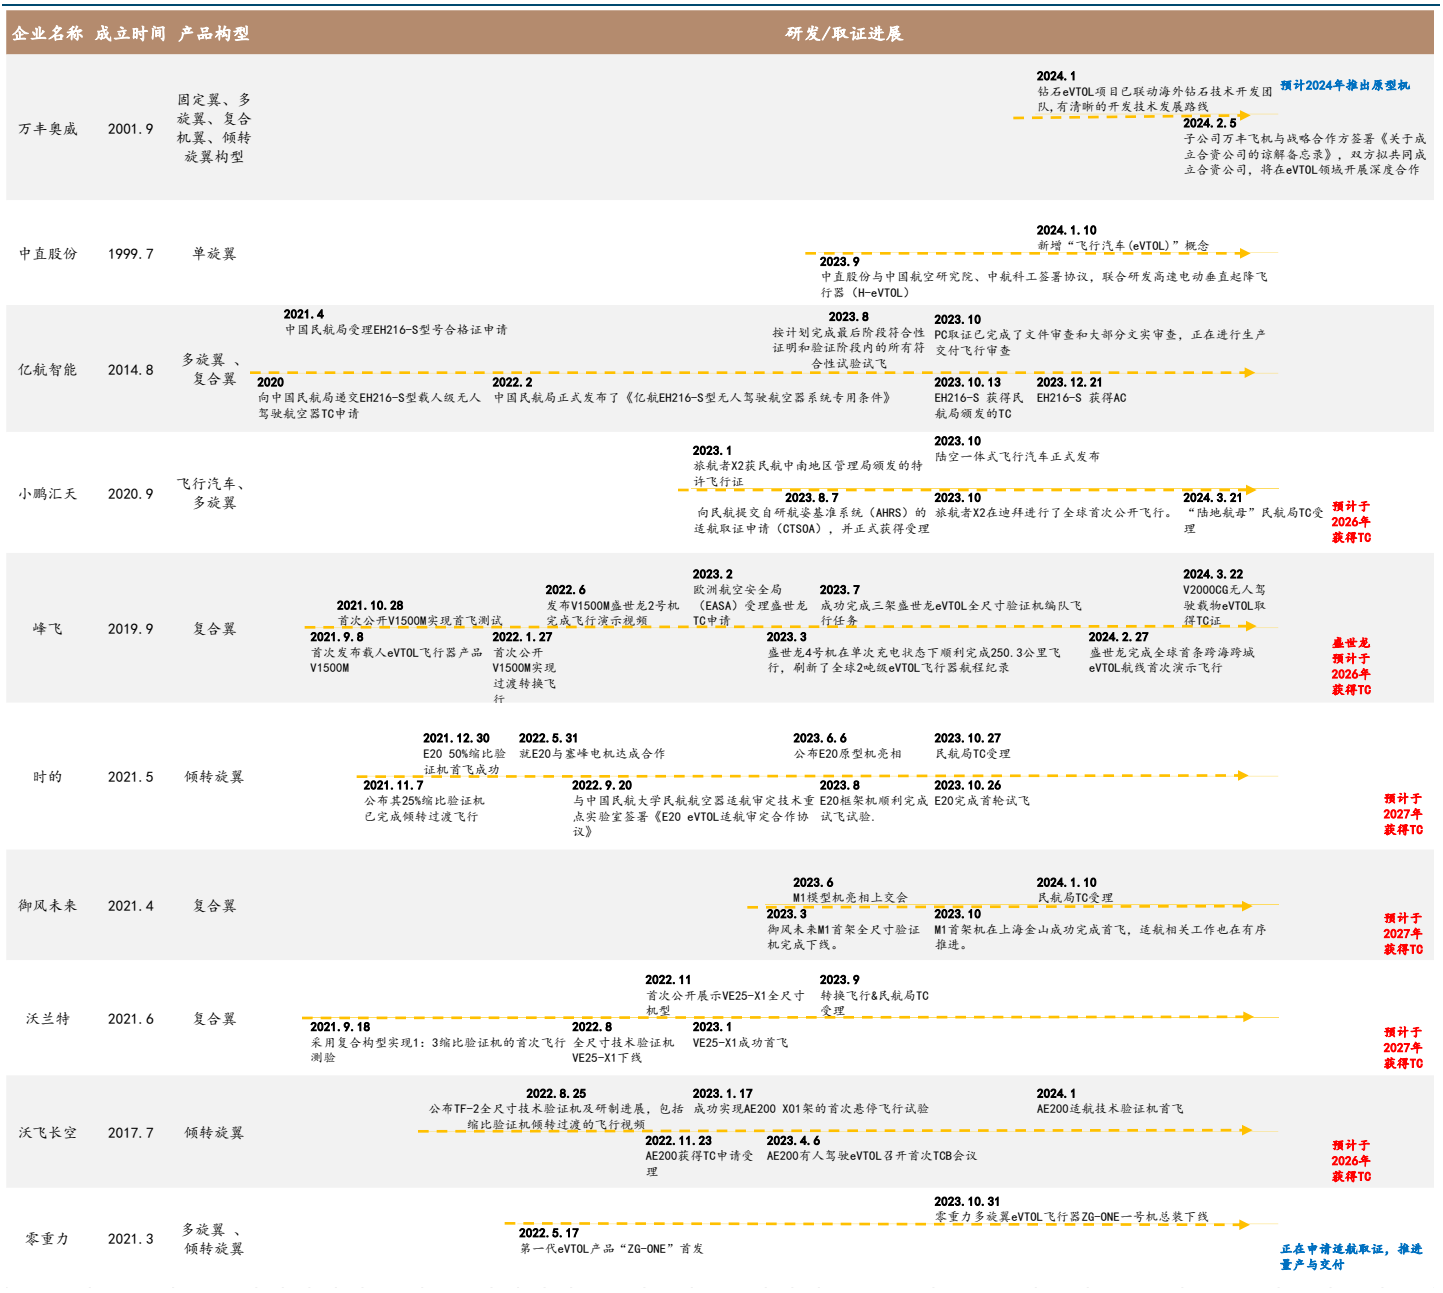 企业名称 成立时间 产品构型 研发/取证进展
万丰奥威
2001.9
固定翼、多
旋翼、复合
机翼、倾转
旋翼构型
2024.1
钻石eVTOL项目已联动海外钻石技术开发团
队,有清晰的开发技术发展路线
预计2024年推出原型机
2024.2.5
子公司万丰飞机与战略合作方签署《关于成
立合资公司的谅解备忘录》，双方拟共同成
立合资公司，将在eVTOL领域开展深度合作
中直股份
1999.7
单旋翼
2024.1.10
新增“飞行汽车(eVTOL)”概念
2023.9
中直股份与中国航空研究院、中航科工签署协议，联合研发高速电动垂直起降飞
行器（H-eVTOL）
亿航智能
2014.8
多旋翼 、
复合翼
2021.4
中国民航局受理EH216-S型号合格证申请
2023.8
按计划完成最后阶段符合性
证明和验证阶段内的所有符
合性试验试飞
2023.10
PC取证已完成了文件审查和大部分文实审查，正在进行生产
交付飞行审查
2020
向中国民航局递交EH216-S型载人级无人
驾驶航空器TC申请
2022.2
中国民航局正式发布了《亿航EH216-S型无人驾驶航空器系统专用条件》
2023.10.13
EH216-S 获得民
航局颁发的TC
2023.12.21
EH216-S 获得AC
小鹏汇天
2020.9
飞行汽车、
多旋翼
2023.1
旅航者X2获民航中南地区管理局颁发的特
许飞行证
2023.10
陆空一体式飞行汽车正式发布
2023.8.7
向民航提交自研航姿基准系统（AHRS）的
适航取证申请（CTSOA），并正式获得受理
2023.10
旅航者X2在迪拜进行了全球首次公开飞行。
2024.3.21
“陆地航母”民航局TC受
理
预计于
2026年
获得TC
峰飞
2019.9
复合翼
2021.10.28
首次公开V1500M实现首飞测试
2022.6
发布V1500M盛世龙2号机
完成飞行演示视频
2023.2
欧洲航空安全局
（EASA）受理盛世龙
TC申请
2023.7
成功完成三架盛世龙eVTOL全尺寸验证机编队飞
行任务
2024.3.22
V2000CG无人驾
驶载物eVTOL取
得TC证
2021.9.8
首次发布载人eVTOL飞行器产品
V1500M
2022.1.27
首次公开
V1500M实现
过渡转换飞
行
2023.3
盛世龙4号机在单次充电状态下顺利完成250.3公里飞
行，刷新了全球2吨级eVTOL飞行器航程纪录
2024.2.27
盛世龙完成全球首条跨海跨城
eVTOL航线首次演示飞行
盛世龙
预计于
2026年
获得TC
时的
2021.5
倾转旋翼
2021.12.30
E20 50%缩比验
证机首飞成功
2022.5.31
就E20与塞峰电机达成合作
2023.6.6
公布E20原型机亮相
2023.10.27
民航局TC受理
2021.11.7
公布其25%缩比验证机
已完成倾转过渡飞行
2022.9.20
与中国民航大学民航航空器适航审定技术重
点实验室签署《E20 eVTOL适航审定合作协
议》
2023.8
E20框架机顺利完成
试飞试验.
2023.10.26
E20完成首轮试飞
预计于
2027年
获得TC
御风未来
2021.4
复合翼
2023.6
M1模型机亮相上交会
2024.1.10
民航局TC受理
2023.3
御风未来M1首架全尺寸验证
机完成下线。
2023.10
M1首架机在上海金山成功完成首飞，适航相关工作也在有序
推进。
预计于
2027年
获得TC
沃兰特
2021.6
复合翼
2022.11
首次公开展示VE25-X1全尺寸
机型
2023.9
转换飞行&民航局TC
受理
2021.9.18
采用复合构型实现1：3缩比验证机的首次飞行
测验
2022.8
全尺寸技术验证机
VE25-X1下线
2023.1
VE25-X1成功首飞
预计于
2027年
获得TC
沃飞长空
2017.7
倾转旋翼
2022.8.25
公布TF-2全尺寸技术验证机及研制进展，包括
缩比验证机倾转过渡的飞行视频
2023.1.17
成功实现AE200 X01架的首次悬停飞行试验
2024.1
AE200适航技术验证机首飞
2022.11.23
AE200获得TC申请受
理
2023.4.6
AE200有人驾驶eVTOL召开首次TCB会议
预计于
2026年
获得TC
零重力
2021.3
多旋翼 、
倾转旋翼
2023.10.31
零重力多旋翼eVTOL飞行器ZG-ONE一号机总装下线
2022.5.17
第一代eVTOL产品“ZG-ONE”首发
正在申请适航取证，推进
量产与交付